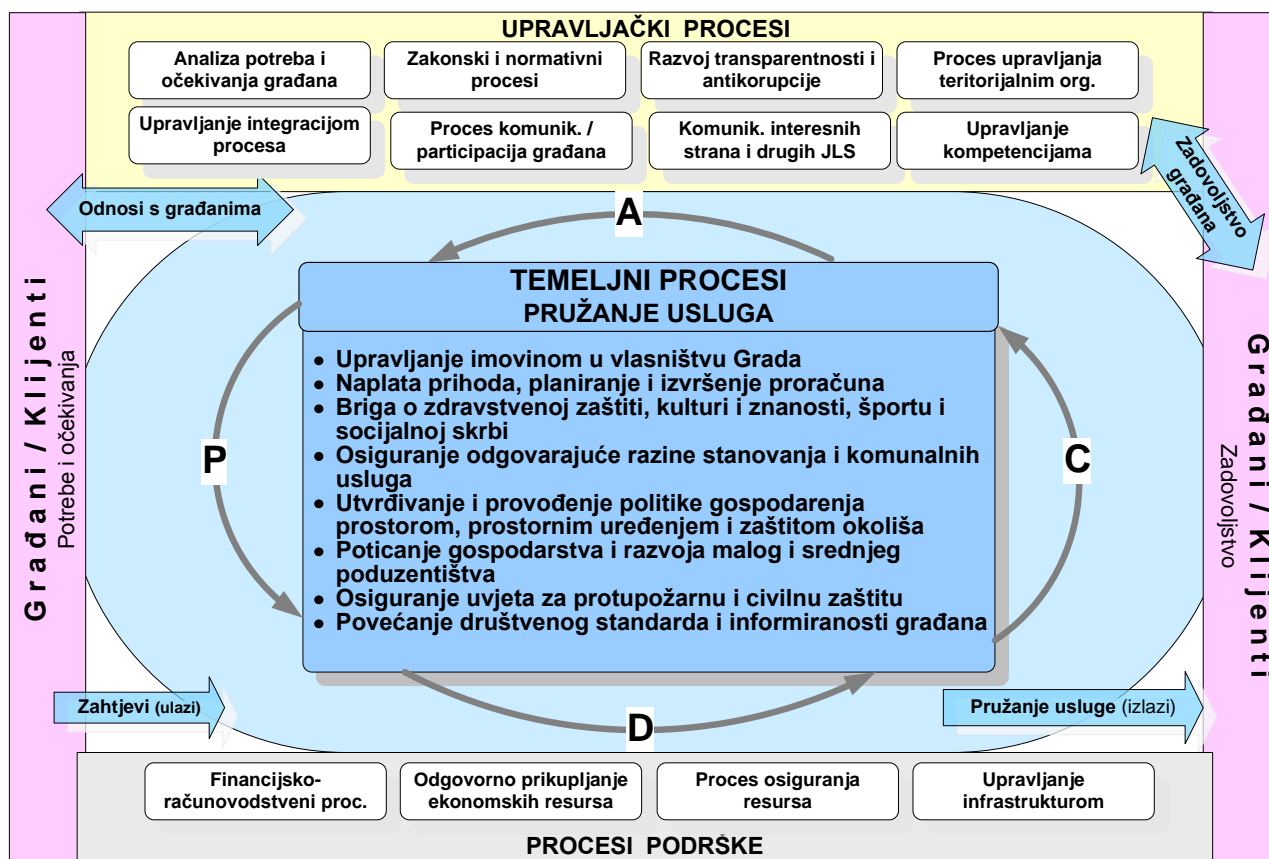 UPRAVLJAČKI PROCESI
Analiza potreba i
očekivanja građana
Zakonski i normativni
procesi
Razvoj transparentnosti i
antikorupcije
Proces upravljanja
teritorijalnim org.
Upravljanje integracijom
procesa
Proces komunik. /
participacija građana
Komunik. interesnih
strana i drugih JLS
Upravljanje
kompetencijama
Odnosi s građanima
Zadovoljstvo
građana
Građani / Klijenti
Potrebe i očekivanja
A
P
TEMELJNI PROCESI
PRUŽANJE USLUGA
• Upravljanje imovinom u vlasništvu Grada
• Naplata prihoda, planiranje i izvršenje proračuna
• Briga o zdravstvenoj zaštiti, kulturi i znanosti, športu i
socijalnoj skrbi
• Osiguranje odgovarajuće razine stanovanja i komunalnih
usluga
• Utvrđivanje i provođenje politike gospodarenja
prostorom, prostornim uređenjem i zaštitom okoliša
• Poticanje gospodarstva i razvoja malog i srednjeg
poduzentištva
• Osiguranje uvjeta za protupožarnu i civilnu zaštitu
• Povećanje društvenog standarda i informiranosti građana
C
D
Građani / Klijenti
Zadovoljstvo
Zahtjevi (ulazi)
Pružanje usluge (izlazi)
Financijsko-
računovodstveni proc.
Odgovorno prikupljanje
ekonomskih resursa
Proces osiguranja
resursa
Upravljanje
infrastrukturom
PROCESI PODRŠKE